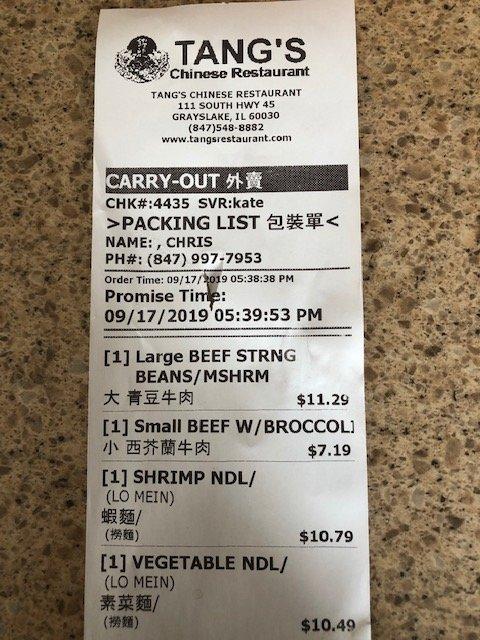 TANG'S
Chinese Restaurant
TANG'S CHINESE RESTAURANT
111 SOUTH HWY 45
GRAYSLAKE, IL 60030
(847)548-8882
www.tangsrestaurant.com
CARRY-OUT 外賣
CHK#:4435 SVR:kate
>PACKING LIST 包裝單<
NAME: , CHRIS
PH#: (847) 997-7953
Order Time: 09/17/2019 05:38:38 PM
Promise Time:
09/17/2019 05:39:53 PM
[1] Large BEEF STRNG
BEANS/MSHRM
大 青豆牛肉 $11.29
[1] Small BEEF W/BROCCOLI
小 西芥蘭牛肉 $7.19
[1] SHRIMP NDL/
(LO MEIN)
蝦麵/
(撈麵) $10.79
[1] VEGETABLE NDL/
(LO MEIN)
素菜麵/
(撈麵) $10.49